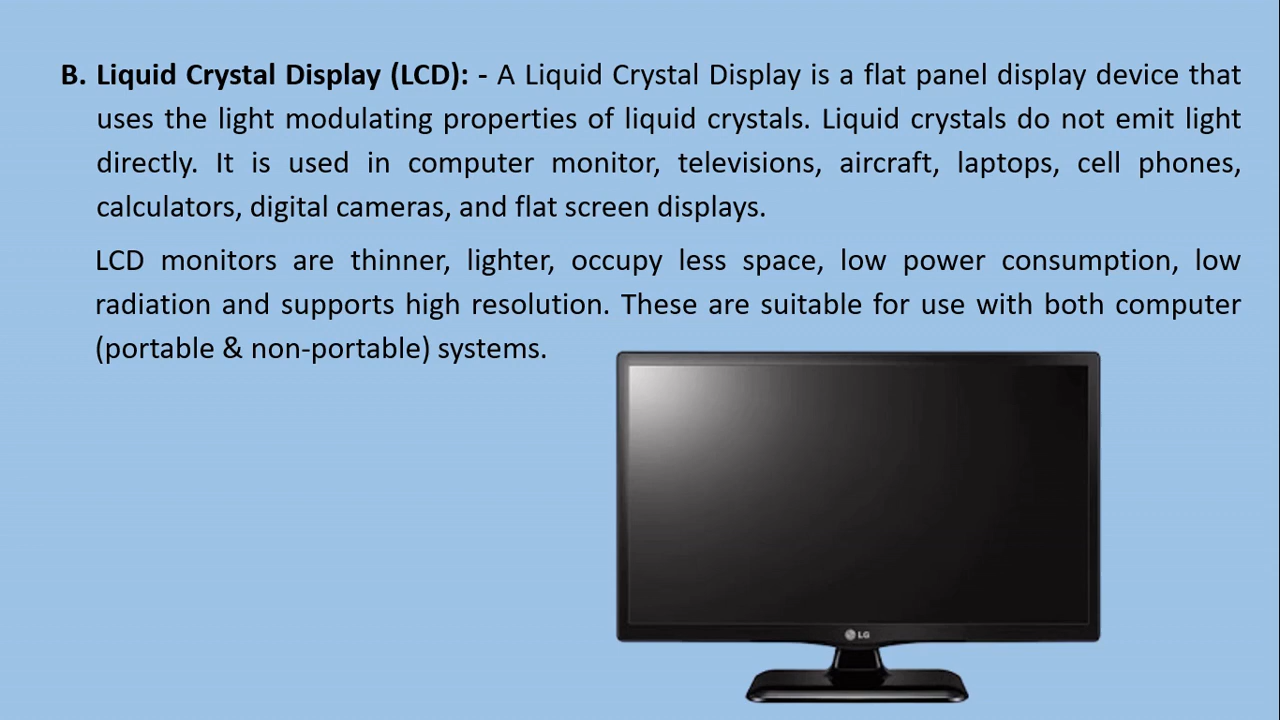 B. Liquid Crystal Display (LCD): - A Liquid Crystal Display is a flat panel display device that
uses the light modulating properties of liquid crystals. Liquid crystals do not emit light
directly. It is used in computer monitor, televisions, aircraft, laptops, cell phones,
calculators, digital cameras, and flat screen displays.
LCD monitors are thinner, lighter, occupy less space, low power consumption, low
radiation and supports high resolution. These are suitable for use with both computer
(portable & non-portable) systems.
LG